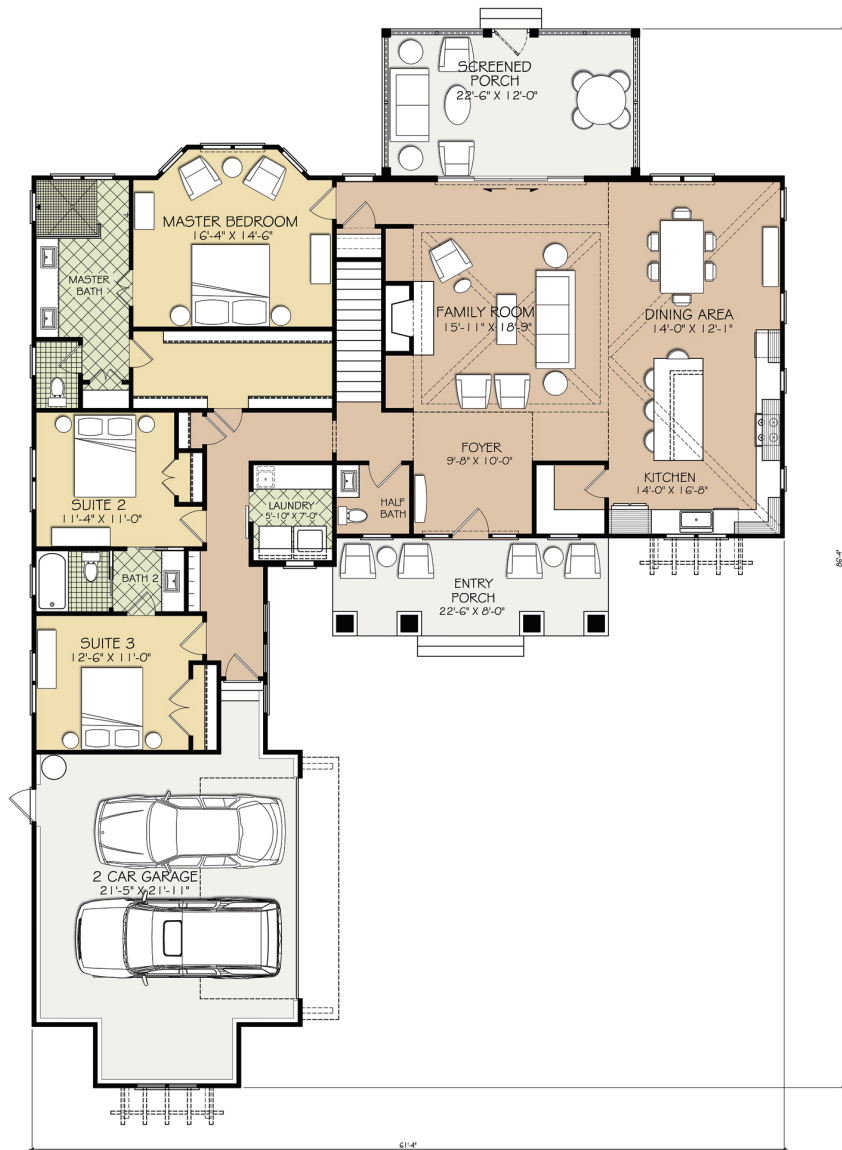 SCREENED
PORCH
22'-6" X 12'-0"
MASTER BEDROOM
16'-4" X 14'-6"
MASTER
BATH
FAMILY ROOM
15'-11" X 18'-9"
DINING AREA
14'-0" X 12'-1"
FOYER
9'-8" X 10'-0"
KITCHEN
14'-0" X 16'-8"
SUITE 2
11'-4" X 11'-0"
LAUNDRY
5'-10" X 7'-0"
HALF
BATH
BATH 2
ENTRY
PORCH
22'-6" X 8'-0"
SUITE 3
12'-6" X 11'-0"
2 CAR GARAGE
21'-5" X 21'-11"
86'-4"
61'-4"